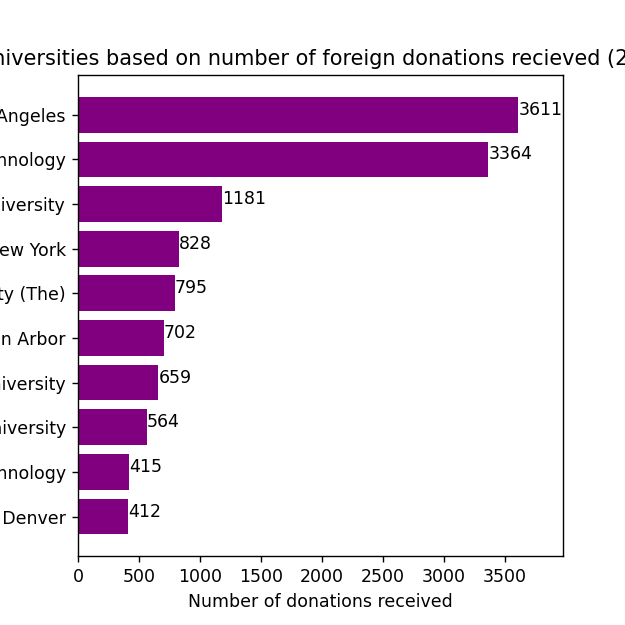 niversities based on number of foreign donations recieved (2
Angeles 3611
hnology 3364
iversity 1181
ew York 828
ty (The) 795
n Arbor 702
iversity 659
iversity 564
hnology 415
Denver 412
0 500 1000 1500 2000 2500 3000 3500
Number of donations received